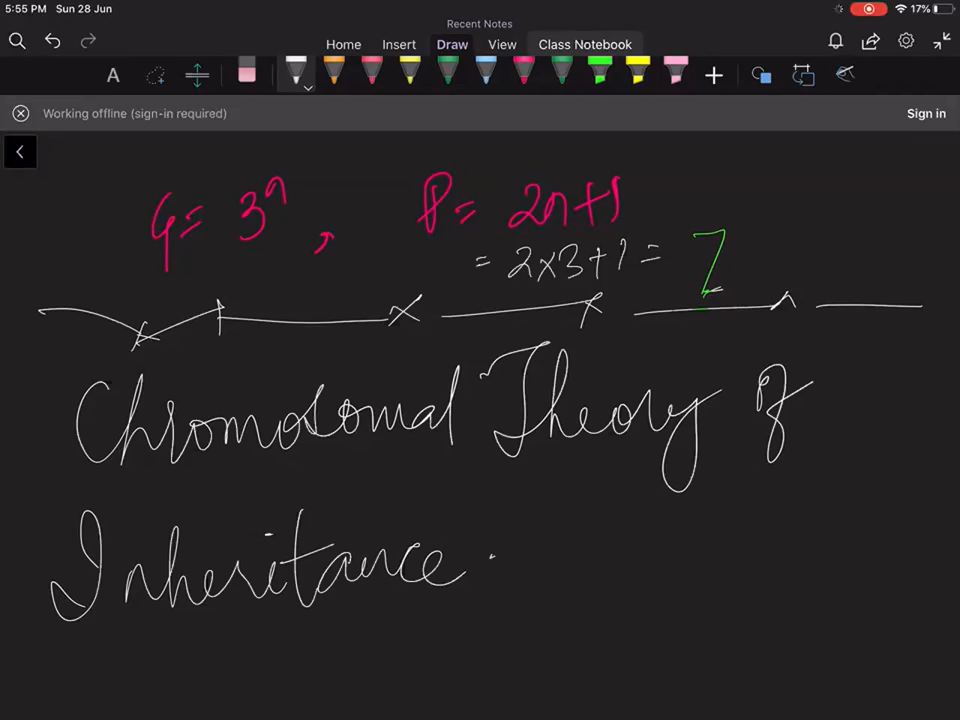 5:55 PM Sun 28 Jun
17%
Recent Notes
Home Insert Draw View Class Notebook
A
Working offline (sign-in required)
Sign in
G = 3ⁿ , P = 2n+1
= 2×3+1 = 7
Chromosomal Theory of
Inheritance .